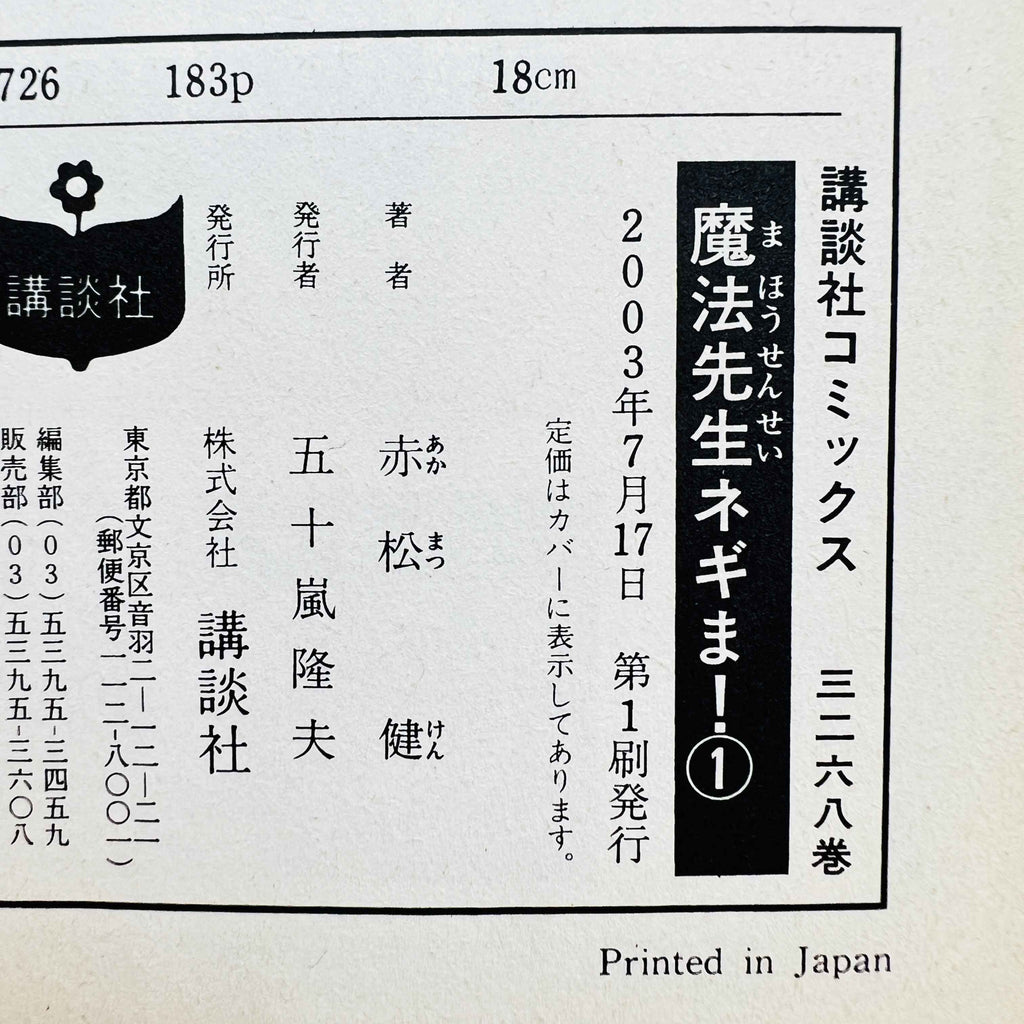 726 183p 18cm
講談社コミックス 三二六八巻
魔法先生ネギま!①
まほうせんせい
2003年7月17日 第1刷発行
定価はカバーに表示してあります。
著者 赤松健
あかまつけん
発行者 五十嵐隆夫
発行所 株式会社 講談社
東京都文京区音羽二-一二-二一
(郵便番号一一二-八〇〇一)
編集部(03)五三九五-三四五九
販売部(03)五三九五-三六〇八
講談社
Printed in Japan